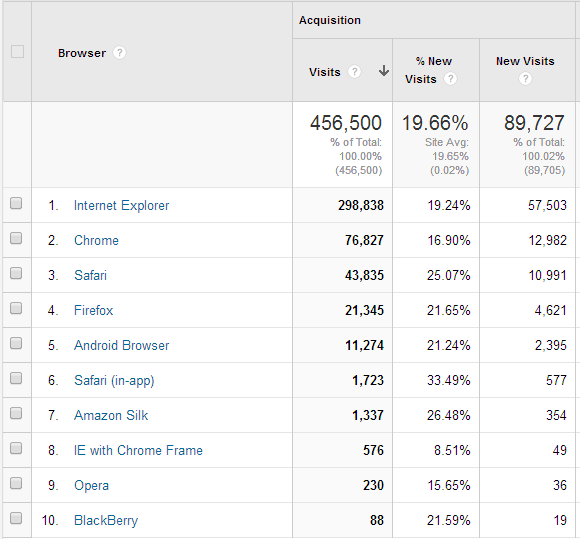 Acquisition
Browser ?
Visits ?
% New
Visits ?
New Visits
?
456,500
% of Total:
100.00%
(456,500)
19.66%
Site Avg:
19.65%
(0.02%)
89,727
% of Total:
100.02%
(89,705)
1. Internet Explorer 298,838 19.24% 57,503
2. Chrome 76,827 16.90% 12,982
3. Safari 43,835 25.07% 10,991
4. Firefox 21,345 21.65% 4,621
5. Android Browser 11,274 21.24% 2,395
6. Safari (in-app) 1,723 33.49% 577
7. Amazon Silk 1,337 26.48% 354
8. IE with Chrome Frame 576 8.51% 49
9. Opera 230 15.65% 36
10. BlackBerry 88 21.59% 19